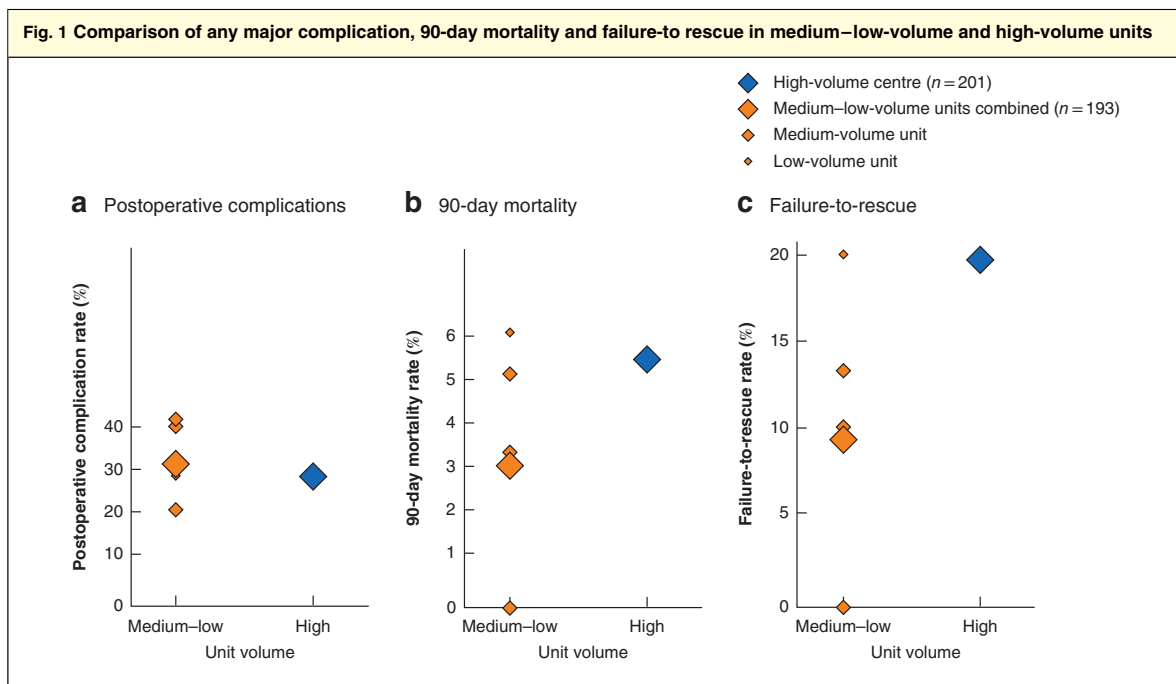 Fig. 1 Comparison of any major complication, 90-day mortality and failure-to rescue in medium–low-volume and high-volume units
High-volume centre (n = 201)
Medium–low-volume units combined (n = 193)
Medium-volume unit
Low-volume unit
a Postoperative complications
Postoperative complication rate (%)
40
30
20
10
0
Medium–low High
Unit volume
b 90-day mortality
90-day mortality rate (%)
6
5
4
3
2
1
0
Medium–low High
Unit volume
c Failure-to-rescue
Failure-to-rescue rate (%)
20
15
10
5
0
Medium–low High
Unit volume